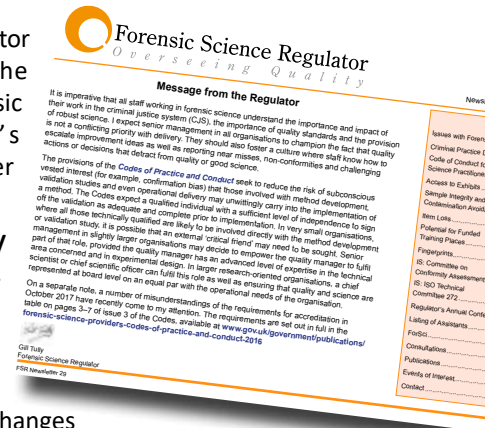 tor
he
sic
's
er
y
hanges
Forensic Science Regulator
Overseeing Quality
Message from the Regulator
It is imperative that all staff working in forensic science understand the importance and impact of
their work in the criminal justice system (CJS), the importance of quality standards and the provision
of robust science. I expect senior management in all organisations to champion the fact that quality
is not a conflicting priority with delivery. They should also foster a culture where staff know how to
escalate improvement ideas as well as reporting near misses, non-conformities and challenging
actions or decisions that detract from quality or good science.
The provisions of the Codes of Practice and Conduct seek to reduce the risk of subconscious
vested interest (for example, confirmation bias) that those involved with method development,
validation studies and even operational delivery may unwittingly carry into the implementation of
a method. The Codes expect a qualified individual with a sufficient level of independence to sign
off the validation as adequate and complete prior to implementation. In very small organisations,
where all those technically qualified are likely to be involved directly with the method development
or validation study, it is possible that an external 'critical friend' may need to be sought. Senior
management in slightly larger organisations may decide to empower the quality manager to fulfil
part of that role, provided the quality manager has an advanced level of expertise in the technical
area concerned and in experimental design. In larger research-oriented organisations, a chief
scientist or chief scientific officer can fulfil this role as well as ensuring that quality and science are
represented at board level on an equal par with the operational needs of the organisation.
On a separate note, a number of misunderstandings of the requirements for accreditation in
October 2017 have recently come to my attention. The requirements are set out in full in the
table on pages 3–7 of issue 3 of the Codes, available at www.gov.uk/government/publications/
forensic-science-providers-codes-of-practice-and-conduct-2016
Gill Tully
Forensic Science Regulator
FSR Newsletter 29
Newsl
Issues with Foren
Criminal Practice D
Code of Conduct fo
Science Practitione
Access to Exhibits
Sample Integrity and
Contamination Avoida
Item Lists
Potential for Funded
Training Places
Fingerprints
IS: Committee on
Conformity Assessment
IS: ISO Technical
Committee 272
Regulator's Annual Confe
Listing of Assistants
ForSci
Consultations
Publications
Events of Interest
Contact